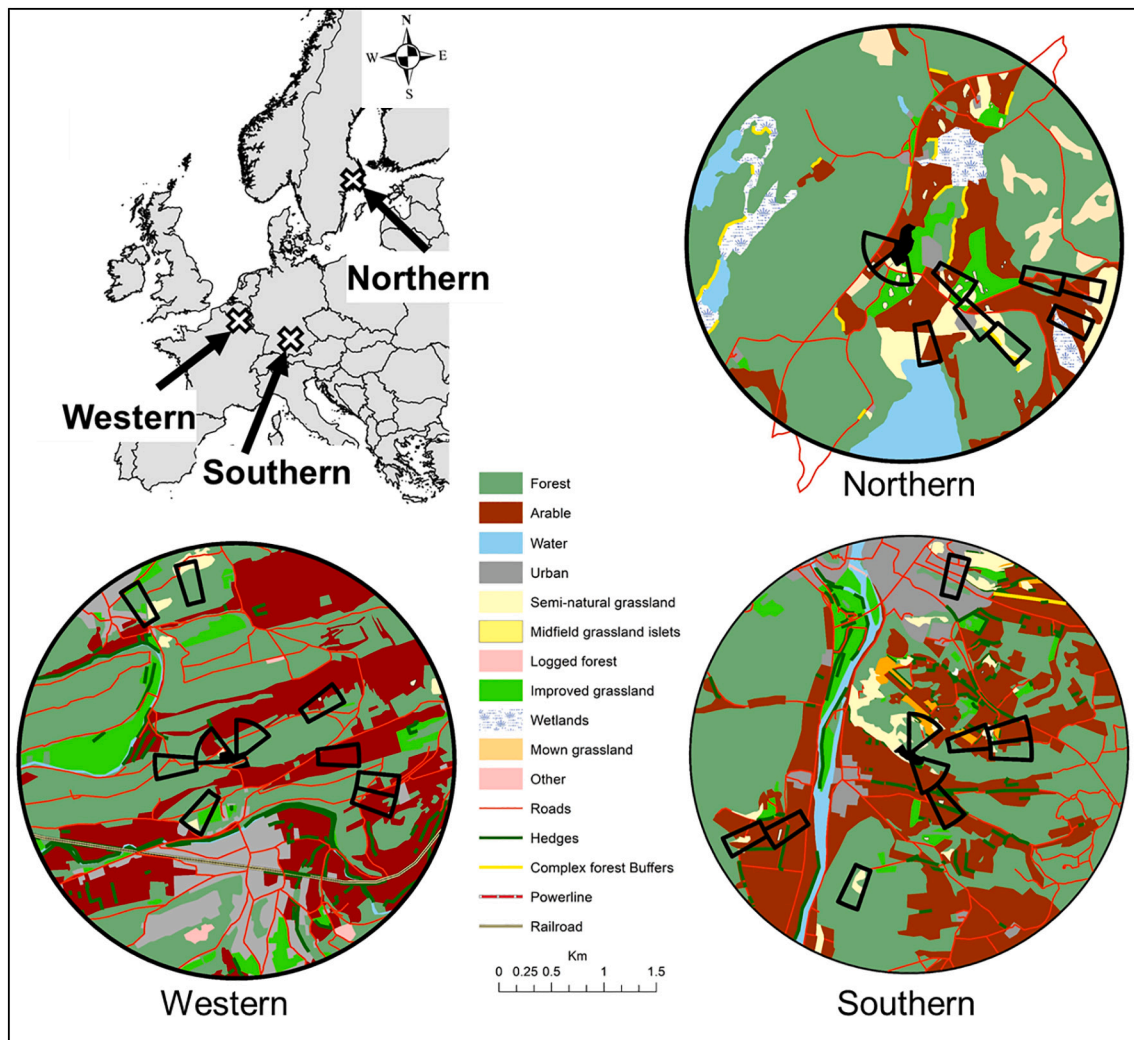 N
W
E
S
Northern
Western
Southern
Northern
Forest
Arable
Water
Urban
Semi-natural grassland
Midfield grassland islets
Logged forest
Improved grassland
Wetlands
Mown grassland
Other
Roads
Hedges
Complex forest Buffers
Powerline
Railroad
Km
0 0.25 0.5 1 1.5
Western
Southern